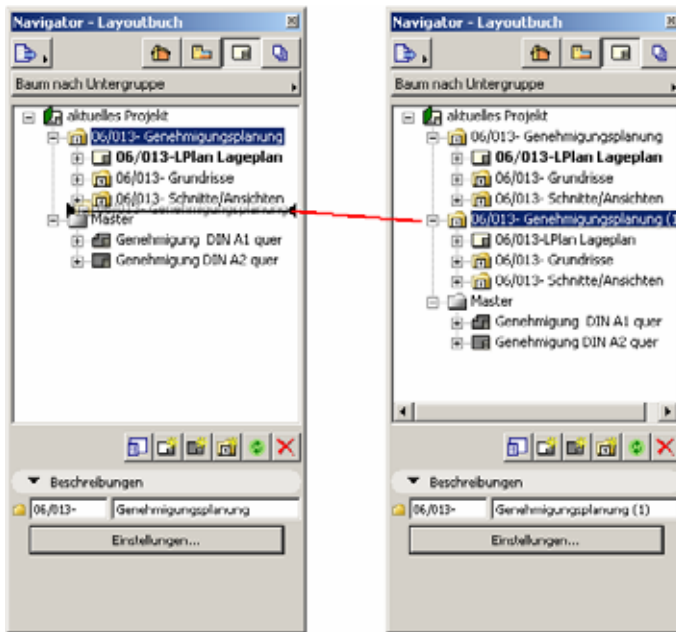 Navigator - Layoutbuch
Baum nach Untergruppe
aktuelles Projekt
06/013- Genehmigungsplanung
06/013-LPlan Lageplan
06/013- Grundrisse
06/013- Schnitte/Ansichten
06/013- Genehmigungsplanung
Master
Genehmigung DIN A1 quer
Genehmigung DIN A2 quer
Beschreibungen
06/013- Genehmigungsplanung
Einstellungen...
Navigator - Layoutbuch
Baum nach Untergruppe
aktuelles Projekt
06/013- Genehmigungsplanung
06/013-LPlan Lageplan
06/013- Grundrisse
06/013- Schnitte/Ansichten
06/013- Genehmigungsplanung (1
06/013-LPlan Lageplan
06/013- Grundrisse
06/013- Schnitte/Ansichten
Master
Genehmigung DIN A1 quer
Genehmigung DIN A2 quer
Beschreibungen
06/013- Genehmigungsplanung (1)
Einstellungen...